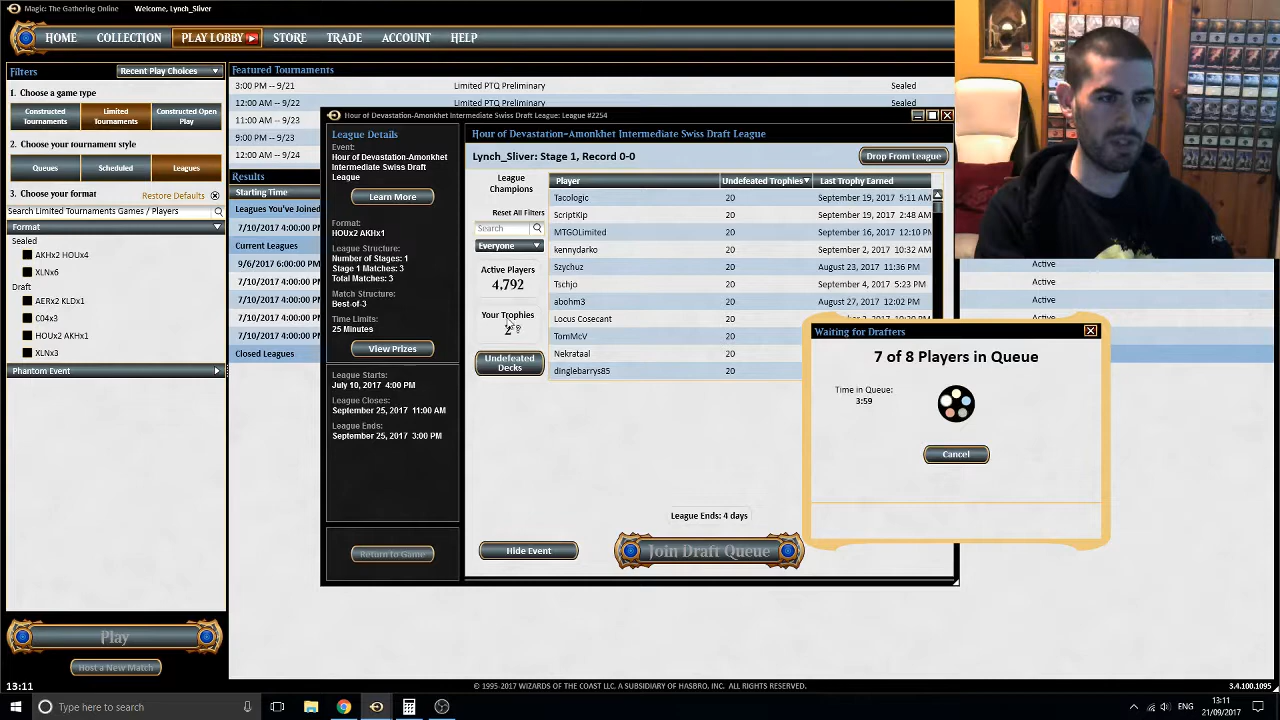 Magic: The Gathering Online
Welcome, Lynch_Sliver
HOME COLLECTION PLAY LOBBY STORE TRADE ACCOUNT HELP
Filters
Recent Play Choices
1. Choose a game type
Constructed Tournaments
Limited Tournaments
Constructed Open Play
2. Choose your tournament style
Queues
Scheduled
Leagues
3. Choose your format
Restore Defaults
Search Limited Tournaments Games / Players
Format
Sealed
AKHx2 HOUx4
XLNx6
Draft
AERx2 KLDx1
C04x3
HOUx2 AKHx1
XLNx3
Phantom Event
Play
Host a New Match
13:11
Featured Tournaments
3:00 PM -- 9/21 Limited PTQ Preliminary Sealed
12:00 AM -- 9/22 Limited PTQ Preliminary Sealed
11:00 AM -- 9/23
9:00 PM -- 9/23
12:00 AM -- 9/24
Results
Starting Time
Leagues You've Joined
7/10/2017 4:00:00
Current Leagues
9/6/2017 6:00:00 PM Active
7/10/2017 4:00:00 Active
7/10/2017 4:00:00 Active
7/10/2017 4:00:00
7/10/2017 4:00:00
Closed Leagues
Hour of Devastation-Amonkhet Intermediate Swiss Draft League: League #2254
League Details
Event:
Hour of Devastation-Amonkhet
Intermediate Swiss Draft
League
Learn More
Format:
HOUx2 AKHx1
League Structure:
Number of Stages: 1
Stage 1 Matches: 3
Total Matches: 3
Match Structure:
Best-of-3
Time Limits:
25 Minutes
View Prizes
League Starts:
July 10, 2017 4:00 PM
League Closes:
September 25, 2017 11:00 AM
League Ends:
September 25, 2017 3:00 PM
Return to Game
Hour of Devastation-Amonkhet Intermediate Swiss Draft League
Lynch_Sliver: Stage 1, Record 0-0
Drop From League
League
Champions
Reset All Filters
Search
Everyone
Active Players
4,792
Your Trophies
Undefeated
Decks
Player Undefeated Trophies Last Trophy Earned
Tacologic 20 September 19, 2017 5:11 AM
ScriptKip 20 September 19, 2017 2:48 AM
MTGOLimited 20 September 16, 2017 12:10 PM
kennydarko 20 September 2, 2017 10:32 AM
Szychuz 20 August 23, 2017 11:36 PM
Tschjo 20 September 4, 2017 5:23 PM
abohm3 20 August 27, 2017 12:02 PM
Locus Cosecant 20
TomMcV 20
Nekrataal 20
dinglebarrys85 20
League Ends: 4 days
Hide Event
Join Draft Queue
Waiting for Drafters
7 of 8 Players in Queue
Time in Queue:
3:59
Cancel
© 1995-2017 WIZARDS OF THE COAST LLC. A SUBSIDIARY OF HASBRO, INC. ALL RIGHTS RESERVED.
3.4.100.1095
Type here to search
ENG
13:11
21/09/2017